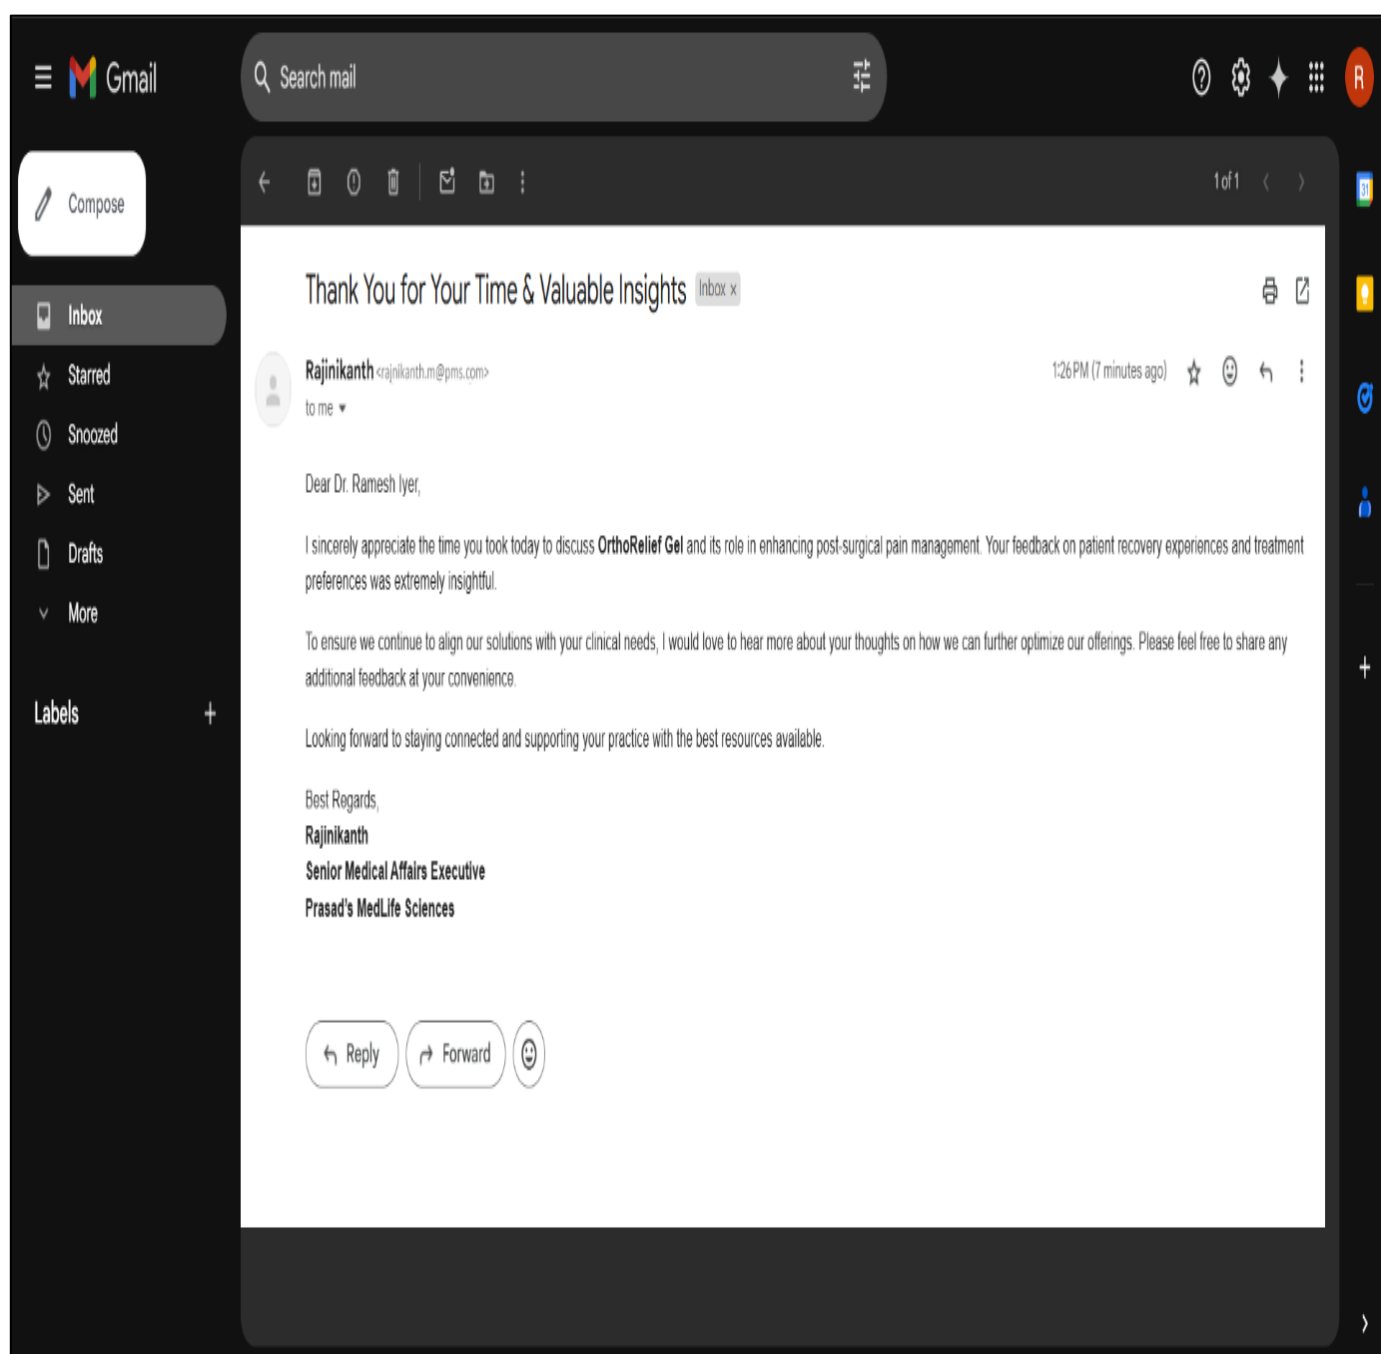 Gmail
Search mail
R
Compose
1 of 1
31
Thank You for Your Time & Valuable Insights Inbox x
Inbox
Rajinikanth <rajnikanth.m@pms.com> 1:26 PM (7 minutes ago)
to me
Starred
Snoozed
Sent
Drafts
More
Labels +
Dear Dr. Ramesh Iyer,
I sincerely appreciate the time you took today to discuss OrthoRelief Gel and its role in enhancing post-surgical pain management. Your feedback on patient recovery experiences and treatment
preferences was extremely insightful.
To ensure we continue to align our solutions with your clinical needs, I would love to hear more about your thoughts on how we can further optimize our offerings. Please feel free to share any
additional feedback at your convenience.
Looking forward to staying connected and supporting your practice with the best resources available.
Best Regards,
Rajinikanth
Senior Medical Affairs Executive
Prasad's MedLife Sciences
Reply
Forward